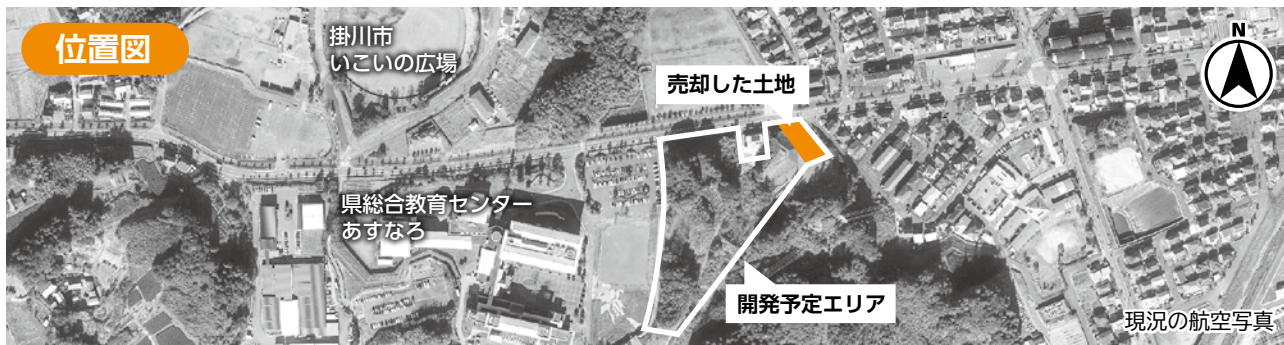 位置図
掛川市
いこいの広場
売却した土地
N
県総合教育センター
あすなろ
開発予定エリア
現況の航空写真